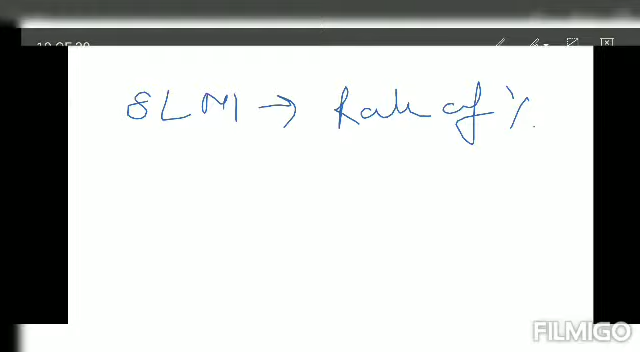 SLM → Rate of %.
FILMIGO